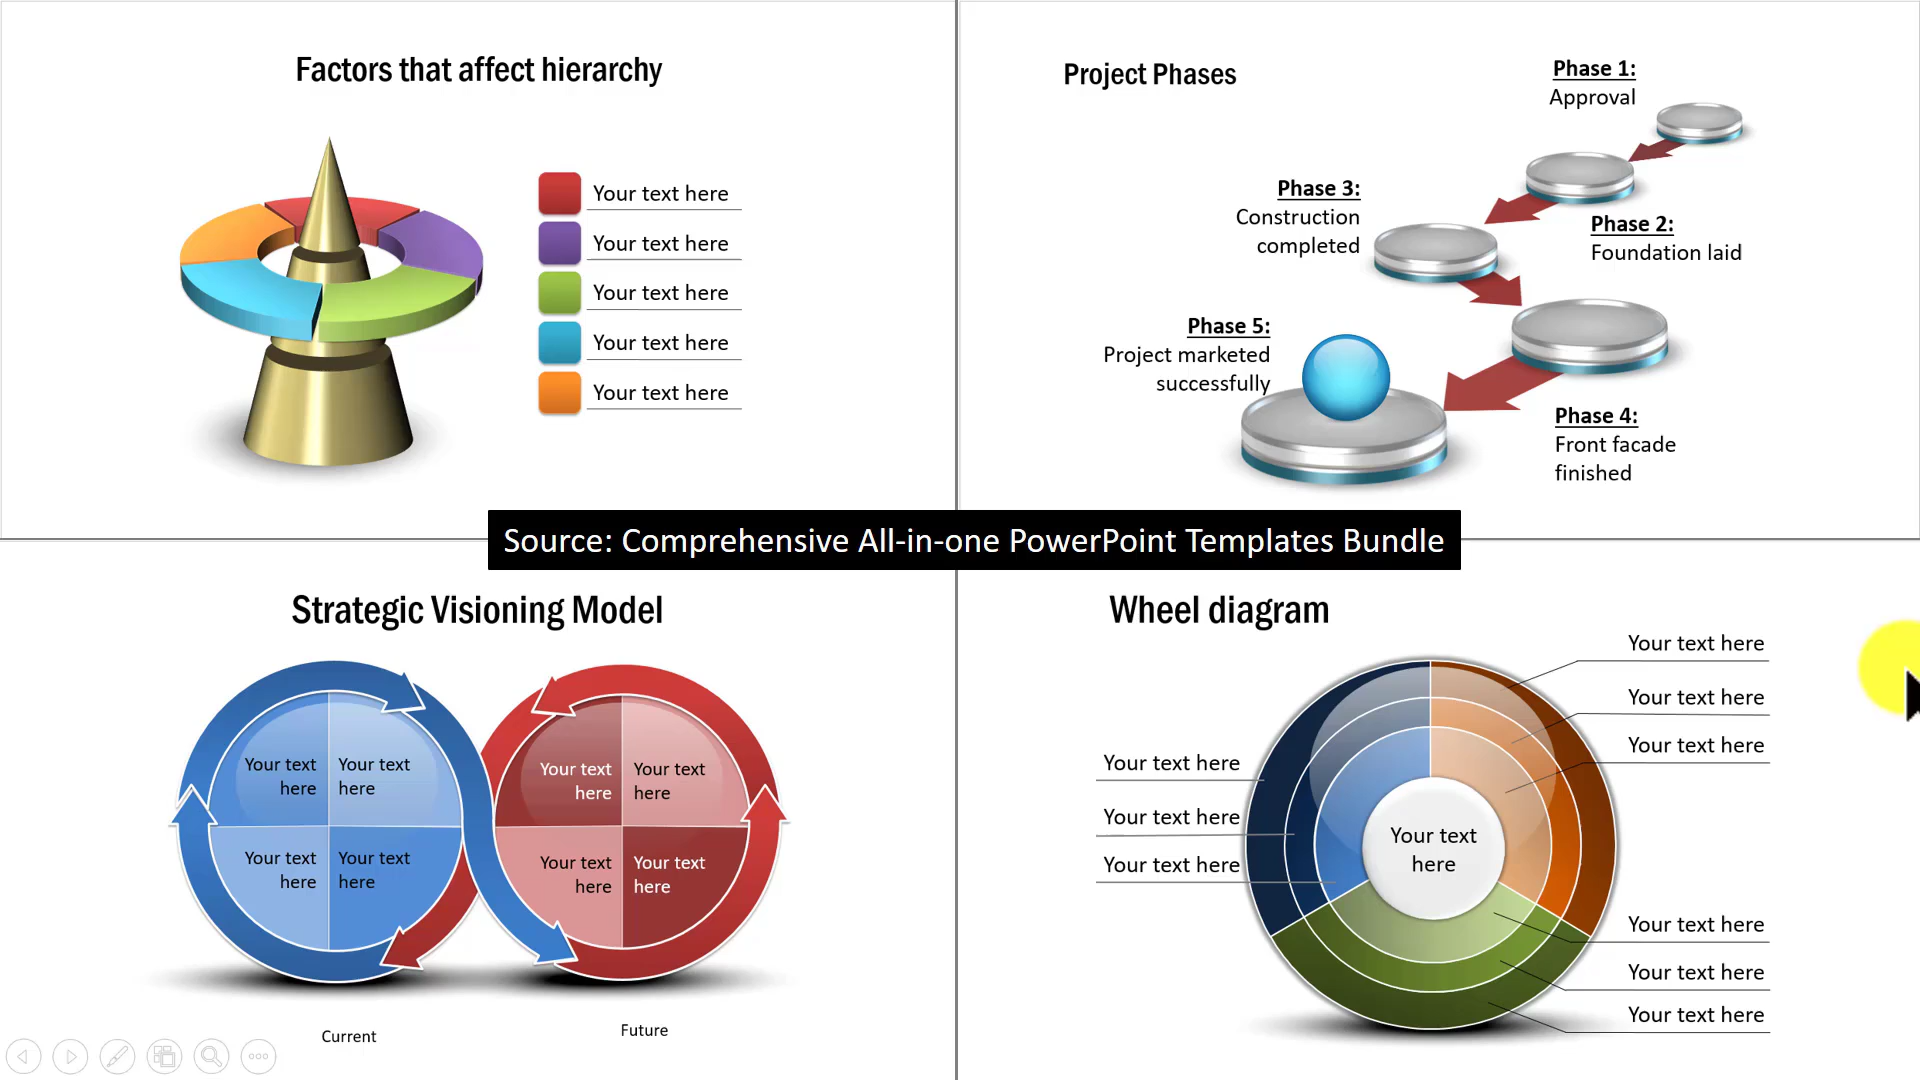 Factors that affect hierarchy
Your text here
Your text here
Your text here
Your text here
Your text here
Project Phases
Phase 1:
Approval
Phase 2:
Foundation laid
Phase 3:
Construction
completed
Phase 4:
Front facade
finished
Phase 5:
Project marketed
successfully
Source: Comprehensive All-in-one PowerPoint Templates Bundle
Strategic Visioning Model
Your text
here
Your text
here
Your text
here
Your text
here
Your text
here
Your text
here
Your text
here
Your text
here
Current
Future
Wheel diagram
Your text here
Your text here
Your text here
Your text here
Your text here
Your text here
Your text
here
Your text here
Your text here
Your text here